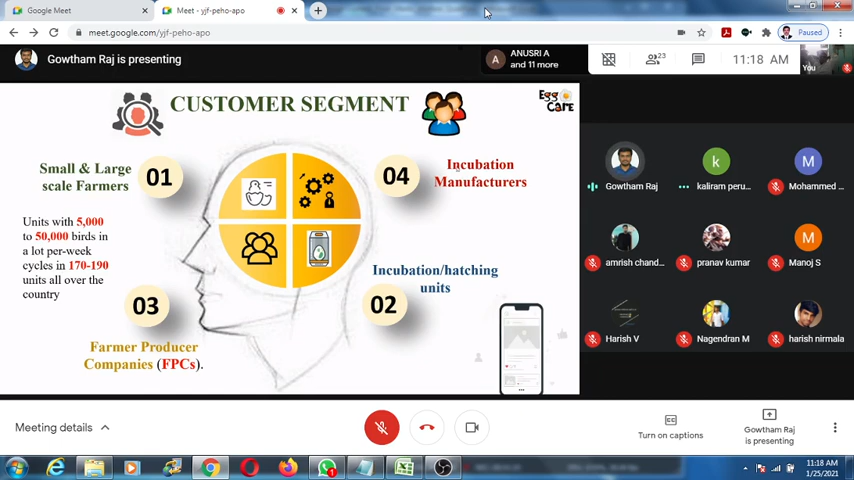 Google Meet
Meet - yjf-peho-apo
meet.google.com/yjf-peho-apo
Paused
Gowtham Raj is presenting
A
ANUSRI A
and 11 more
23
11:18 AM
You
CUSTOMER SEGMENT
Egg
CARE
Small & Large
scale Farmers
01
04
Incubation
Manufacturers
Units with 5,000
to 50,000 birds in
a lot per-week
cycles in 170-190
units all over the
country
Incubation/hatching
units
03
02
Farmer Producer
Companies (FPCs).
Gowtham Raj
k
kaliram peru...
M
Mohammed ...
amrish chand...
pranav kumar
M
Manoj S
Harish V
Nagendran M
harish nirmala
Meeting details
Turn on captions
Gowtham Raj
is presenting
11:18 AM
1/25/2021